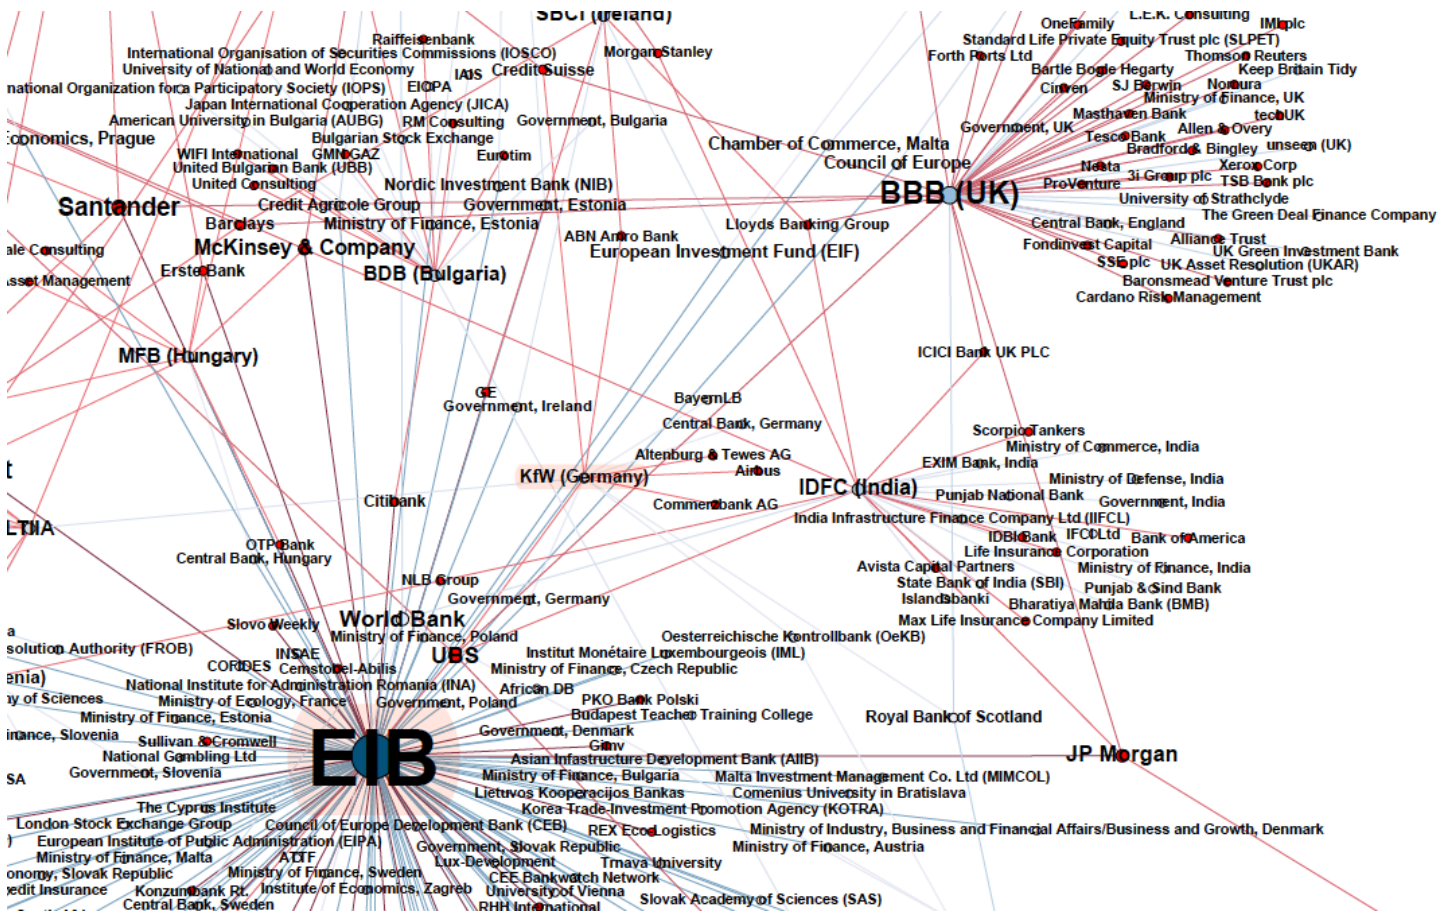 SBCI (Ireland)
L.E.K. Consulting
OneFamily
IMI plc
Raiffeisenbank
Standard Life Private Equity Trust plc (SLPET)
International Organisation of Securities Commissions (IOSCO)
Morgan Stanley
Forth Ports Ltd
Thomson Reuters
University of National and World Economy
IAIS
Credit Suisse
Bartle Bogle Hegarty
Keep Britain Tidy
national Organization for a Participatory Society (IOPS)
EIOPA
Cinven
SJ Berwin
Nomura
Ministry of Finance, UK
Japan International Cooperation Agency (JICA)
Masthaven Bank
techUK
American University in Bulgaria (AUBG)
RM Consulting
Government, Bulgaria
Government, UK
Allen & Overy
Economics, Prague
Bulgarian Stock Exchange
Chamber of Commerce, Malta
Tesco Bank
Bradford & Bingley
unseen (UK)
WIFI International
GMN GAZ
Eurotim
Council of Europe
Nesta
Xerox Corp
United Bulgarian Bank (UBB)
3i Group plc
United Consulting
Nordic Investment Bank (NIB)
BBB (UK)
ProVenture
TSB Bank plc
University of Strathclyde
Santander
Credit Agricole Group
Government, Estonia
The Green Deal Finance Company
Barclays
Ministry of Finance, Estonia
Lloyds Banking Group
Central Bank, England
ABN Amro Bank
Alliance Trust
ale Consulting
McKinsey & Company
European Investment Fund (EIF)
Fondinvest Capital
UK Green Investment Bank
SSE plc
UK Asset Resolution (UKAR)
Erste Bank
BDB (Bulgaria)
Asset Management
Baronsmead Venture Trust plc
Cardano Risk Management
MFB (Hungary)
ICICI Bank UK PLC
GE
BayernLB
Government, Ireland
Central Bank, Germany
Scorpio Tankers
Ministry of Commerce, India
Altenburg & Tewes AG
EXIM Bank, India
t
KfW (Germany)
Airbus
IDFC (India)
Ministry of Defense, India
Punjab National Bank
Citibank
Commerzbank AG
Government, India
India Infrastructure Finance Company Ltd (IIFCL)
LTIIA
IDBI Bank
IFCI Ltd
Bank of America
OTP Bank
Life Insurance Corporation
Central Bank, Hungary
Avista Capital Partners
Ministry of Finance, India
NLB Group
State Bank of India (SBI)
Punjab & Sind Bank
Government, Germany
Islandsbanki
Bharatiya Mahila Bank (BMB)
World Bank
Max Life Insurance Company Limited
Slovo Weekly
a
Ministry of Finance, Poland
Oesterreichische Kontrollbank (OeKB)
solution Authority (FROB)
INSAE
UBS
Institut Monétaire Luxembourgeois (IML)
COFIDES
Cemstobel-Abilis
Ministry of Finance, Czech Republic
enia)
National Institute for Administration Romania (INA)
African DB
ny of Sciences
Ministry of Ecology, France
Government, Poland
PKO Bank Polski
Ministry of Finance, Estonia
Budapest Teacher Training College
Royal Bank of Scotland
inance, Slovenia
Sullivan & Cromwell
EIB
Government, Denmark
Gimv
National Gambling Ltd
Asian Infastructure Development Bank (AIIB)
JP Morgan
SA
Government, Slovenia
Ministry of Finance, Bulgaria
Malta Investment Management Co. Ltd (MIMCOL)
Lietuvos Kooperacijos Bankas
Comenius University in Bratislava
The Cyprus Institute
Korea Trade-Investment Promotion Agency (KOTRA)
London Stock Exchange Group
Council of Europe Development Bank (CEB)
REX Eco-Logistics
Ministry of Industry, Business and Financial Affairs/Business and Growth, Denmark
)
European Institute of Public Administration (EIPA)
Government, Slovak Republic
Ministry of Finance, Austria
Ministry of Finance, Malta
ATTF
Lux-Development
Trnava University
onomy, Slovak Republic
Ministry of Finance, Sweden
CEE Bankwatch Network
redit Insurance
Konzumbank Rt.
Institute of Economics, Zagreb
University of Vienna
Central Bank, Sweden
RHH International
Slovak Academy of Sciences (SAS)